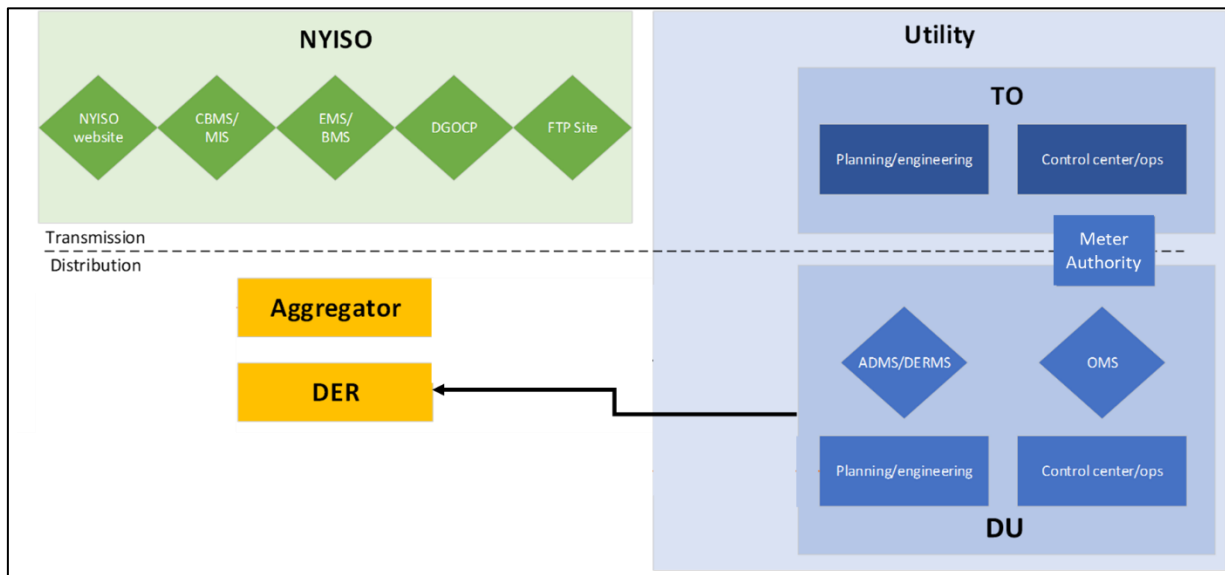 NYISO
NYISO
website
CBMS/
MIS
EMS/
BMS
DGOCP
FTP Site
Utility
TO
Planning/engineering
Control center/ops
Transmission
Distribution
Meter
Authority
Aggregator
DER
ADMS/DERMS
OMS
Planning/engineering
Control center/ops
DU